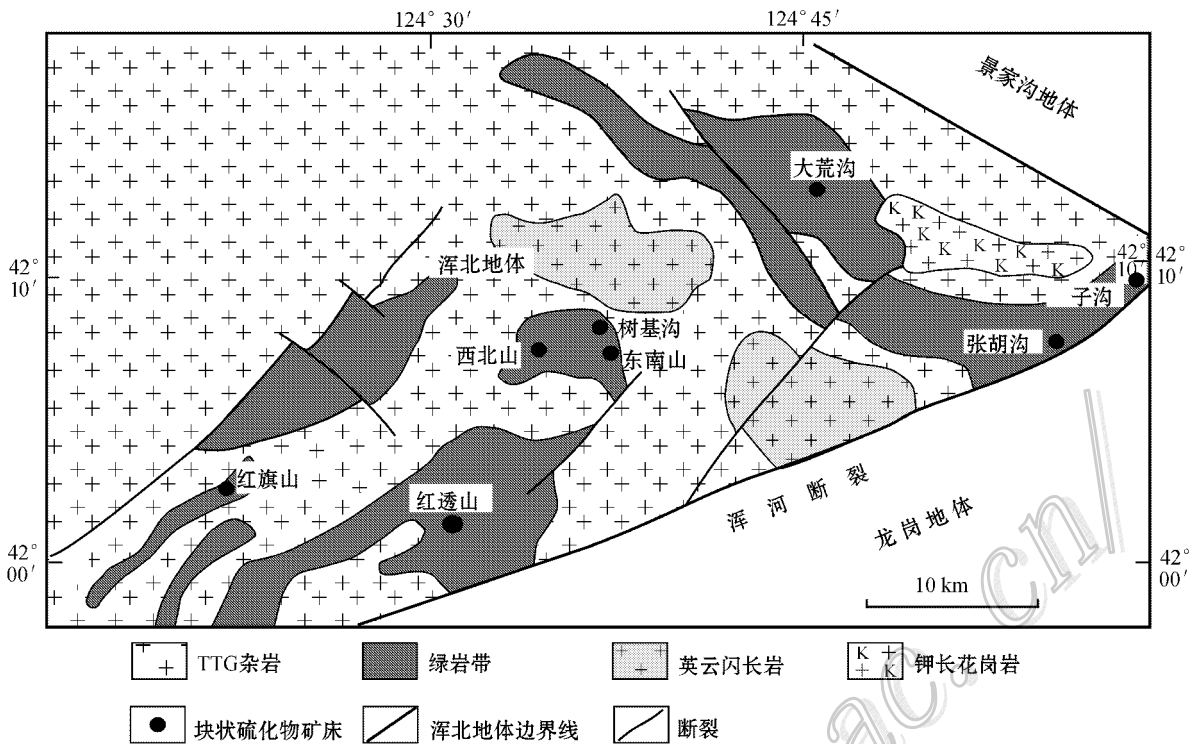 124° 30′
124° 45′
景家沟地体
大荒沟
K K K K K K K
42°
10′
浑北地体
42°
10′
42°
10′
子沟
树基沟
西北山
东南山
张胡沟
红旗山
红透山
浑河断裂
龙岗地体
42°
00′
42°
00′
10 km
TTG杂岩
绿岩带
英云闪长岩
K K
钾长花岗岩
块状硫化物矿床
浑北地体边界线
断裂
ac.cn/